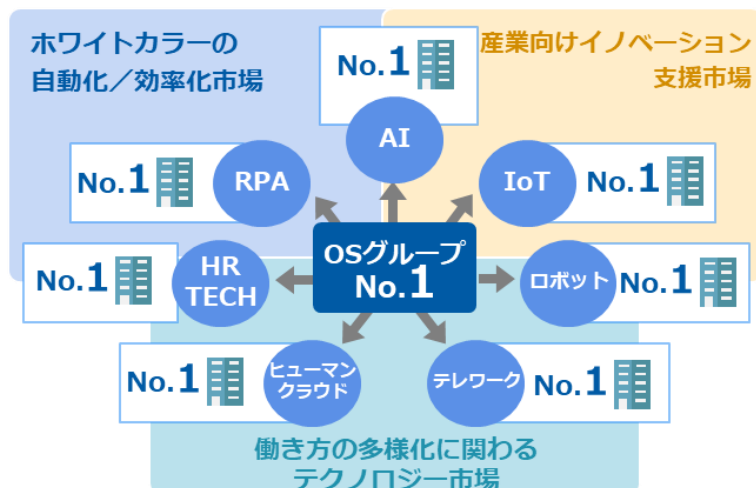 ホワイトカラーの
自動化／効率化市場
産業向けイノベーション
支援市場
No.1
AI
No.1
RPA
IoT
No.1
OSグループ
No.1
No.1
HR
TECH
ロボット
No.1
No.1
ヒューマン
クラウド
テレワーク
No.1
働き方の多様化に関わる
テクノロジー市場